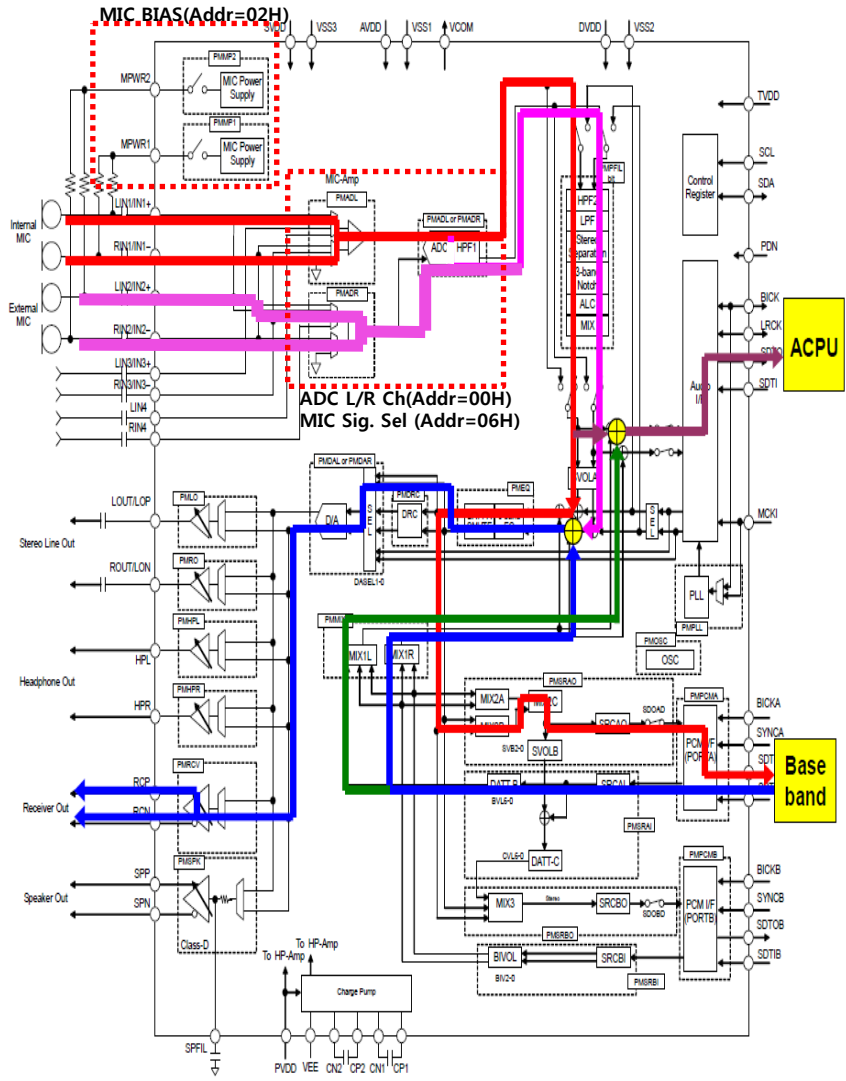 MIC BIAS(Addr=02H)
VSS3
AVDD
VSS1
VCOM
DVDD
VSS2
PMMP2
MPWR2
MIC Power
Supply
TVDD
PMMP1
MPWR1
MIC Power
Supply
SCL
Control
Register
SDA
MIC-Amp
PMADL
PMPFIL
bit
LIN1/IN1+
Internal
MIC
RIN1/IN1−
PMADL or PMADR
ADC
HPF1
HPF2
LPF
Stereo
Separation
3-band
Notch
ALC
MIX
PDN
LIN2/IN2+
External
MIC
RIN2/IN2−
PMADR
BICK
LRCK
SDTI
ACPU
LIN3/IN3+
RIN3/IN3−
LIN4
RIN4
ADC L/R Ch(Addr=00H)
MIC Sig. Sel (Addr=06H)
Audio
PMDAL or PMDAR
SVOLA
PMLO
LOUT/LOP
Stereo Line Out
D/A
S
E
L
PMDRC
DRC
PMEQ
S
E
L
MCKI
DASEL1-0
PMRO
ROUT/LON
PLL
PMPLL
PMHPL
HPL
Headphone Out
MIX1L
MIX1R
PMOSC
OSC
PMHPR
HPR
PMSRAO
MIX2A
SVB2-0
SVOLB
SRCAO
SDOAD
PMPCMA
PCM I/F
(PORTA)
BICKA
SYNCA
Base
band
PMRCV
RCP
Receiver Out
RCN
DATT-B
BVL6-0
SRCAI
PMSRAI
PMSPK
SPP
Speaker Out
SPN
Class-D
CVL6-0
DATT-C
PMPCMB
PCM I/F
(PORTB)
BICKB
SYNCB
SDTOB
SDTIB
MIX3
Stereo
SRCBO
SDOBD
PMSRBO
BIVOL
BIV2-0
SRCBI
PMSRBI
To HP-Amp
To HP-Amp
Charge Pump
SPFIL
PVDD
VEE
CN2
CP2
CN1
CP1